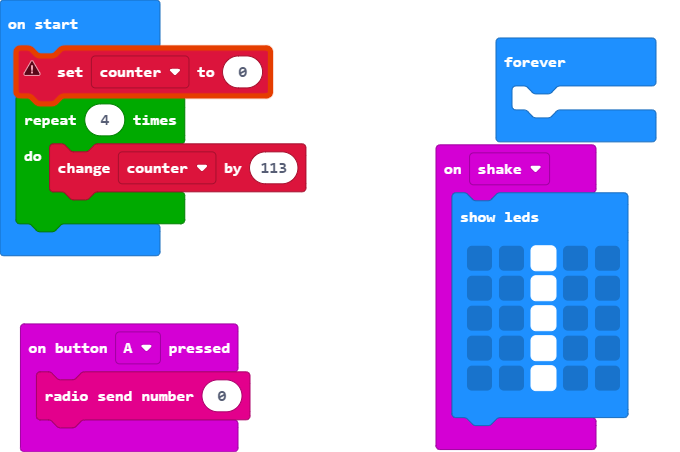 on start
set counter to 0
repeat 4 times
do change counter by 113
on button A pressed
radio send number 0
forever
on shake
show leds